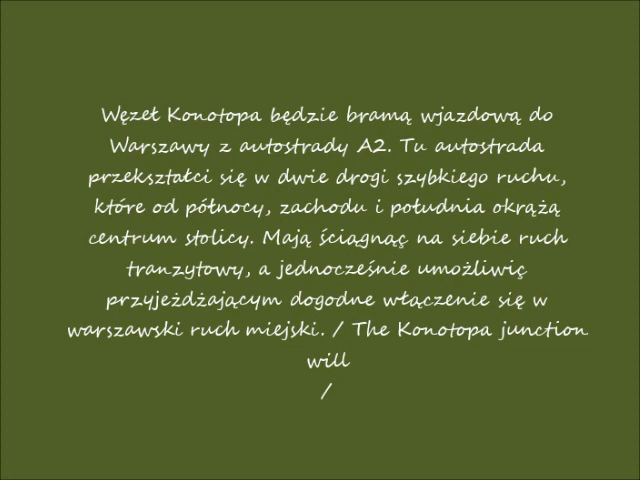 Węzeł Konotopa będzie bramą wjazdową do
Warszawy z autostrady A2. Tu autostrada
przekształci się w dwie drogi szybkiego ruchu,
które od północy, zachodu i południa okrążą
centrum stolicy. Mają ściągnąç na siebie ruch
tranzytowy, a jednocześnie umożliwiç
przyjeżdżającym dogodne włączenie się w
warszawski ruch miejski. / The Konotopa junction
will
/